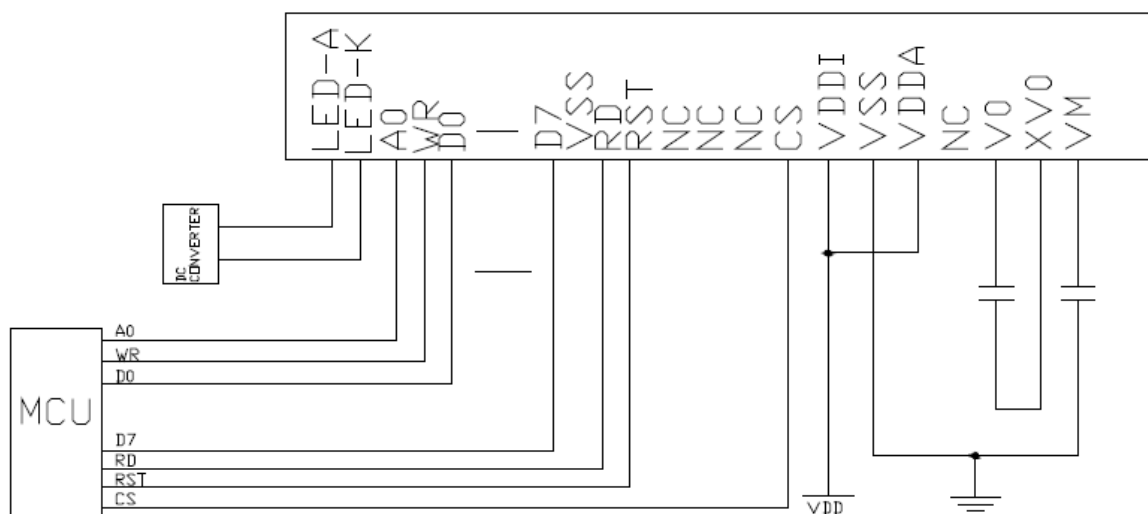 LED-A
LED-K
A0
WR
D0
D7
VSS
RD
RST
NC
NC
NC
CS
VDDI
VSS
VDDA
NC
V0
XV0
VM
DC
CONVERTER
A0
WR
D0
MCU
D7
RD
RST
CS
VDD